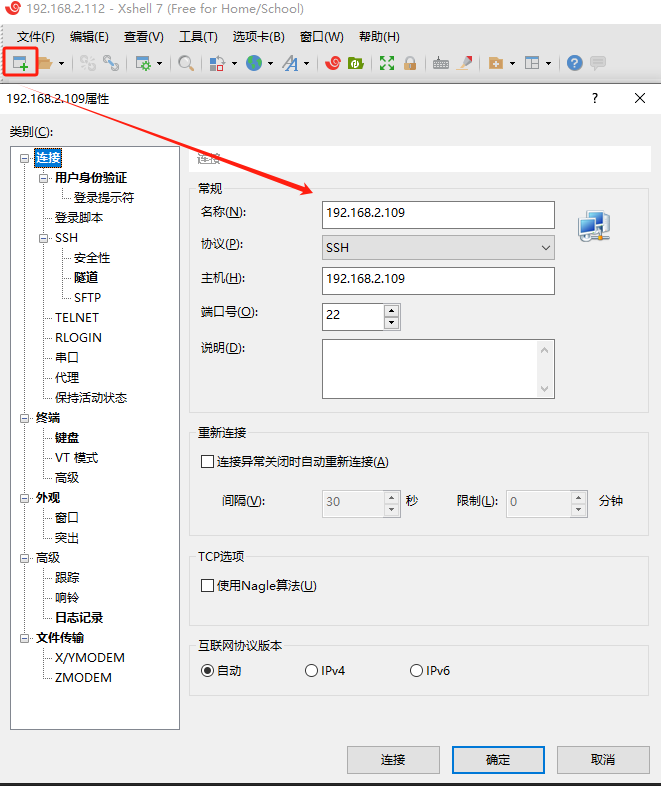 192.168.2.112 - Xshell 7 (Free for Home/School)
文件(F) 编辑(E) 查看(V) 工具(T) 选项卡(B) 窗口(W) 帮助(H)
192.168.2.109属性 ?
类别(C):
连接
用户身份验证
登录提示符
登录脚本
SSH
安全性
隧道
SFTP
TELNET
RLOGIN
串口
代理
保持活动状态
终端
键盘
VT 模式
高级
外观
窗口
突出
高级
跟踪
响铃
日志记录
文件传输
X/YMODEM
ZMODEM
连接
常规
名称(N): 192.168.2.109
协议(P): SSH
主机(H): 192.168.2.109
端口号(O): 22
说明(D):
重新连接
连接异常关闭时自动重新连接(A)
间隔(V): 30 秒 限制(L): 0 分钟
TCP选项
使用Nagle算法(U)
互联网协议版本
自动 IPv4 IPv6
连接 确定 取消